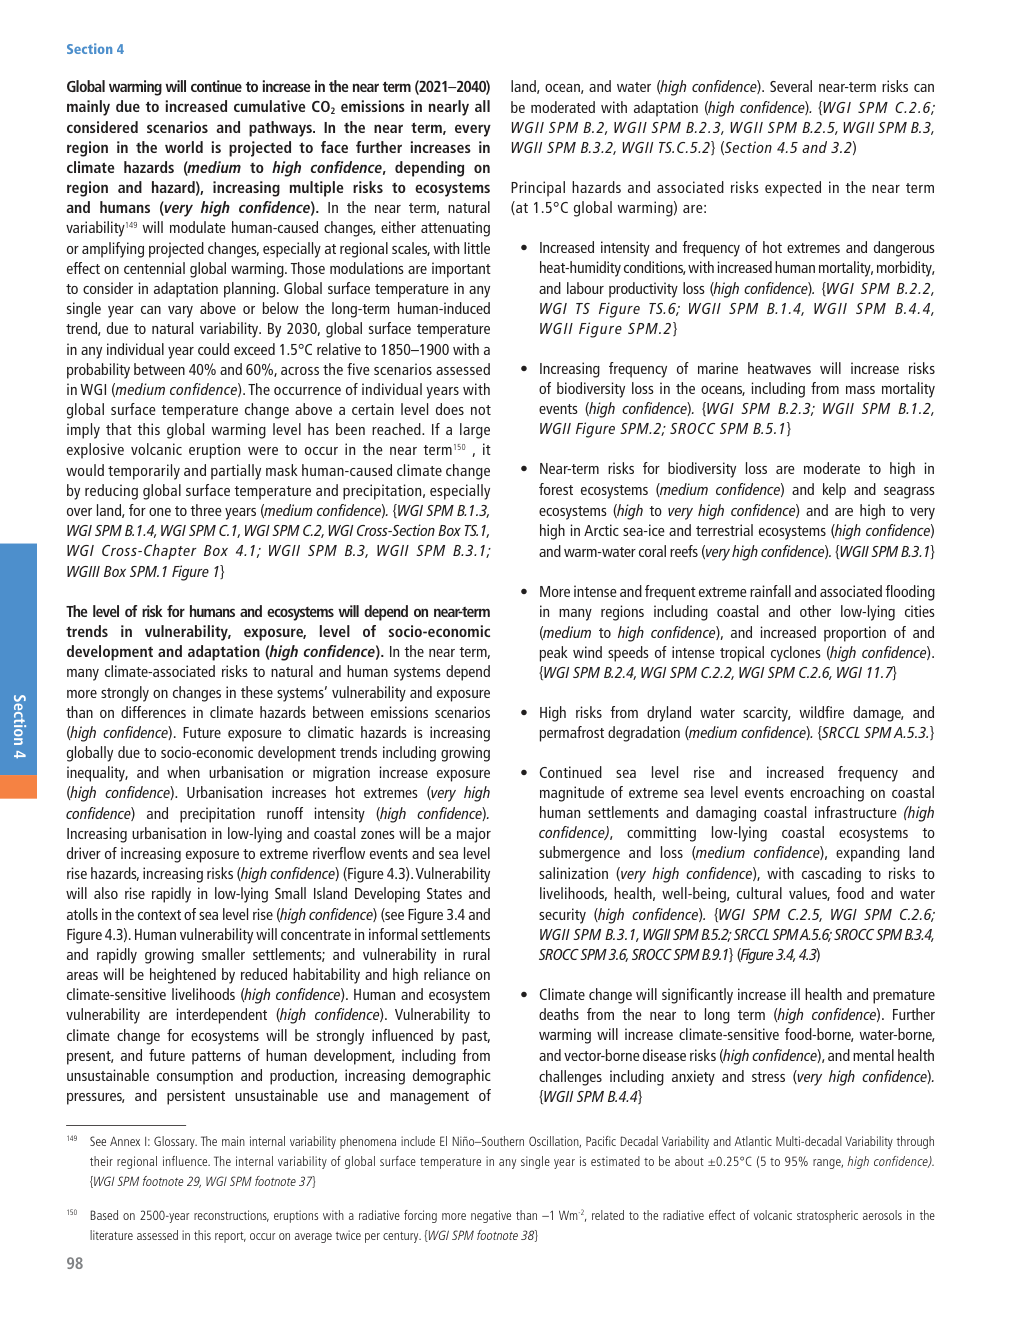 Section 4
Global warming will continue to increase in the near term (2021–2040)
mainly due to increased cumulative CO₂ emissions in nearly all
considered scenarios and pathways. In the near term, every
region in the world is projected to face further increases in
climate hazards (medium to high confidence, depending on
region and hazard), increasing multiple risks to ecosystems
and humans (very high confidence). In the near term, natural
variability¹⁴⁹ will modulate human-caused changes, either attenuating
or amplifying projected changes, especially at regional scales, with little
effect on centennial global warming. Those modulations are important
to consider in adaptation planning. Global surface temperature in any
single year can vary above or below the long-term human-induced
trend, due to natural variability. By 2030, global surface temperature
in any individual year could exceed 1.5°C relative to 1850–1900 with a
probability between 40% and 60%, across the five scenarios assessed
in WGI (medium confidence). The occurrence of individual years with
global surface temperature change above a certain level does not
imply that this global warming level has been reached. If a large
explosive volcanic eruption were to occur in the near term¹⁵⁰ , it
would temporarily and partially mask human-caused climate change
by reducing global surface temperature and precipitation, especially
over land, for one to three years (medium confidence). {WGI SPM B.1.3,
WGI SPM B.1.4, WGI SPM C.1, WGI SPM C.2, WGI Cross-Section Box TS.1,
WGI Cross-Chapter Box 4.1; WGII SPM B.3, WGII SPM B.3.1;
WGIII Box SPM.1 Figure 1}
The level of risk for humans and ecosystems will depend on near-term
trends in vulnerability, exposure, level of socio-economic
development and adaptation (high confidence). In the near term,
many climate-associated risks to natural and human systems depend
more strongly on changes in these systems’ vulnerability and exposure
than on differences in climate hazards between emissions scenarios
(high confidence). Future exposure to climatic hazards is increasing
globally due to socio-economic development trends including growing
inequality, and when urbanisation or migration increase exposure
(high confidence). Urbanisation increases hot extremes (very high
confidence) and precipitation runoff intensity (high confidence).
Increasing urbanisation in low-lying and coastal zones will be a major
driver of increasing exposure to extreme riverflow events and sea level
rise hazards, increasing risks (high confidence) (Figure 4.3). Vulnerability
will also rise rapidly in low-lying Small Island Developing States and
atolls in the context of sea level rise (high confidence) (see Figure 3.4 and
Figure 4.3). Human vulnerability will concentrate in informal settlements
and rapidly growing smaller settlements; and vulnerability in rural
areas will be heightened by reduced habitability and high reliance on
climate-sensitive livelihoods (high confidence). Human and ecosystem
vulnerability are interdependent (high confidence). Vulnerability to
climate change for ecosystems will be strongly influenced by past,
present, and future patterns of human development, including from
unsustainable consumption and production, increasing demographic
pressures, and persistent unsustainable use and management of
land, ocean, and water (high confidence). Several near-term risks can
be moderated with adaptation (high confidence). {WGI SPM C.2.6;
WGII SPM B.2, WGII SPM B.2.3, WGII SPM B.2.5, WGII SPM B.3,
WGII SPM B.3.2, WGII TS.C.5.2} (Section 4.5 and 3.2)
Principal hazards and associated risks expected in the near term
(at 1.5°C global warming) are:
• Increased intensity and frequency of hot extremes and dangerous
heat-humidity conditions, with increased human mortality, morbidity,
and labour productivity loss (high confidence). {WGI SPM B.2.2,
WGI TS Figure TS.6; WGII SPM B.1.4, WGII SPM B.4.4,
WGII Figure SPM.2}
• Increasing frequency of marine heatwaves will increase risks
of biodiversity loss in the oceans, including from mass mortality
events (high confidence). {WGI SPM B.2.3; WGII SPM B.1.2,
WGII Figure SPM.2; SROCC SPM B.5.1}
• Near-term risks for biodiversity loss are moderate to high in
forest ecosystems (medium confidence) and kelp and seagrass
ecosystems (high to very high confidence) and are high to very
high in Arctic sea-ice and terrestrial ecosystems (high confidence)
and warm-water coral reefs (very high confidence). {WGII SPM B.3.1}
• More intense and frequent extreme rainfall and associated flooding
in many regions including coastal and other low-lying cities
(medium to high confidence), and increased proportion of and
peak wind speeds of intense tropical cyclones (high confidence).
{WGI SPM B.2.4, WGI SPM C.2.2, WGI SPM C.2.6, WGI 11.7}
• High risks from dryland water scarcity, wildfire damage, and
permafrost degradation (medium confidence). {SRCCL SPM A.5.3.}
• Continued sea level rise and increased frequency and
magnitude of extreme sea level events encroaching on coastal
human settlements and damaging coastal infrastructure (high
confidence), committing low-lying coastal ecosystems to
submergence and loss (medium confidence), expanding land
salinization (very high confidence), with cascading to risks to
livelihoods, health, well-being, cultural values, food and water
security (high confidence). {WGI SPM C.2.5, WGI SPM C.2.6;
WGII SPM B.3.1, WGII SPM B.5.2; SRCCL SPM A.5.6; SROCC SPM B.3.4,
SROCC SPM 3.6, SROCC SPM B.9.1} (Figure 3.4, 4.3)
• Climate change will significantly increase ill health and premature
deaths from the near to long term (high confidence). Further
warming will increase climate-sensitive food-borne, water-borne,
and vector-borne disease risks (high confidence), and mental health
challenges including anxiety and stress (very high confidence).
{WGII SPM B.4.4}
Section 4
149 See Annex I: Glossary. The main internal variability phenomena include El Niño–Southern Oscillation, Pacific Decadal Variability and Atlantic Multi-decadal Variability through
their regional influence. The internal variability of global surface temperature in any single year is estimated to be about ±0.25°C (5 to 95% range, high confidence).
{WGI SPM footnote 29, WGI SPM footnote 37}
150 Based on 2500-year reconstructions, eruptions with a radiative forcing more negative than –1 Wm⁻², related to the radiative effect of volcanic stratospheric aerosols in the
literature assessed in this report, occur on average twice per century. {WGI SPM footnote 38}
98